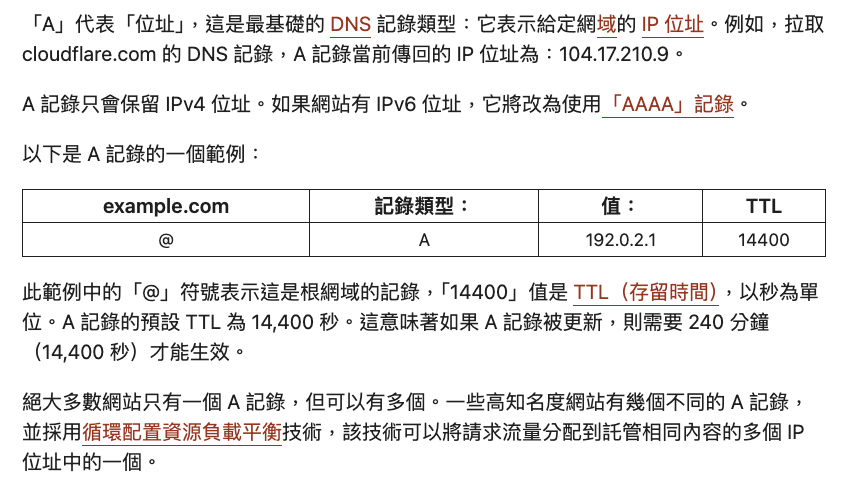 「A」代表「位址」，這是最基礎的 DNS 記錄類型：它表示給定網域的 IP 位址。例如，拉取
cloudflare.com 的 DNS 記錄，A 記錄當前傳回的 IP 位址為：104.17.210.9。
A 記錄只會保留 IPv4 位址。如果網站有 IPv6 位址，它將改為使用「AAAA」記錄。
以下是 A 記錄的一個範例：
example.com 記錄類型： 值： TTL
@ A 192.0.2.1 14400
此範例中的「@」符號表示這是根網域的記錄，「14400」值是 TTL（存留時間），以秒為單
位。A 記錄的預設 TTL 為 14,400 秒。這意味著如果 A 記錄被更新，則需要 240 分鐘
（14,400 秒）才能生效。
絕大多數網站只有一個 A 記錄，但可以有多個。一些高知名度網站有幾個不同的 A 記錄，
並採用循環配置資源負載平衡技術，該技術可以將請求流量分配到託管相同內容的多個 IP
位址中的一個。